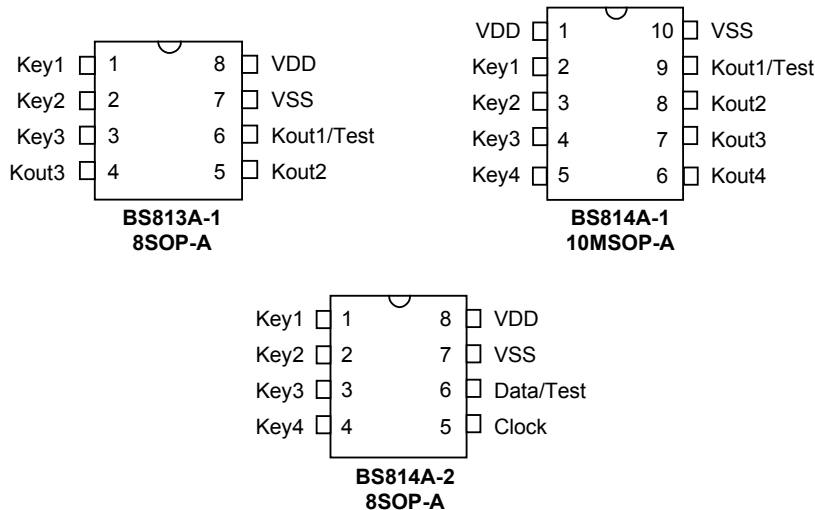 Key1 1 8 VDD
Key2 2 7 VSS
Key3 3 6 Kout1/Test
Kout3 4 5 Kout2
BS813A-1
8SOP-A
VDD 1 10 VSS
Key1 2 9 Kout1/Test
Key2 3 8 Kout2
Key3 4 7 Kout3
Key4 5 6 Kout4
BS814A-1
10MSOP-A
Key1 1 8 VDD
Key2 2 7 VSS
Key3 3 6 Data/Test
Key4 4 5 Clock
BS814A-2
8SOP-A